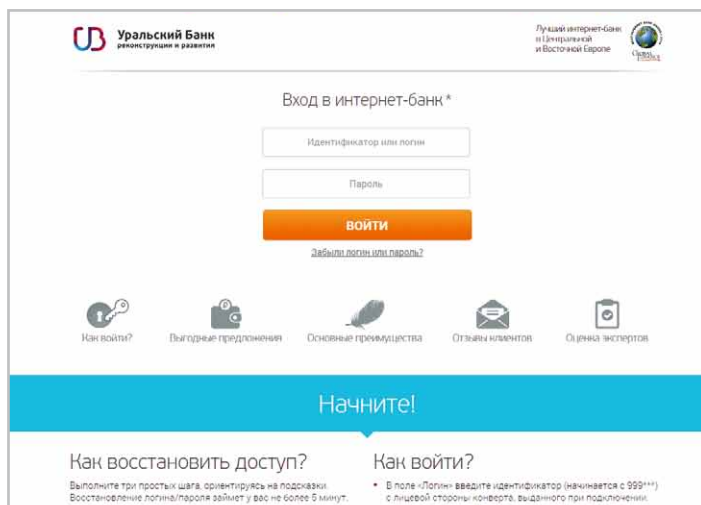 Уральский Банк
реконструкции и развития
Лучший интернет-банк
в Центральной
и Восточной Европе
Global
Finance
Вход в интернет-банк*
Идентификатор или логин
Пароль
ВОЙТИ
Забыли логин или пароль?
Как войти?
Выгодные предложения
Основные преимущества
Отзывы клиентов
Оценка экспертов
Начните!
Как восстановить доступ?
Выполните три простых шага, ориентируясь на подсказки.
Восстановление логина/пароля займет у вас не более 5 минут.
Как войти?
• В поле «Логин» введите идентификатор (начинается с 999***)
с лицевой стороны конверта, выданного при подключении.